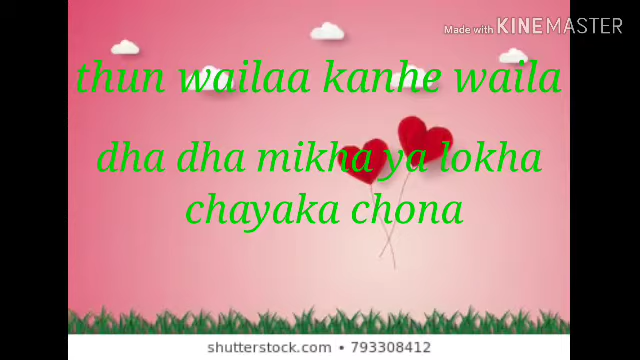 Made with KINEMASTER
thun wailaa kanhe waila
dha dha mikha ya lokha
chayaka chona
shutterstock.com • 793308412